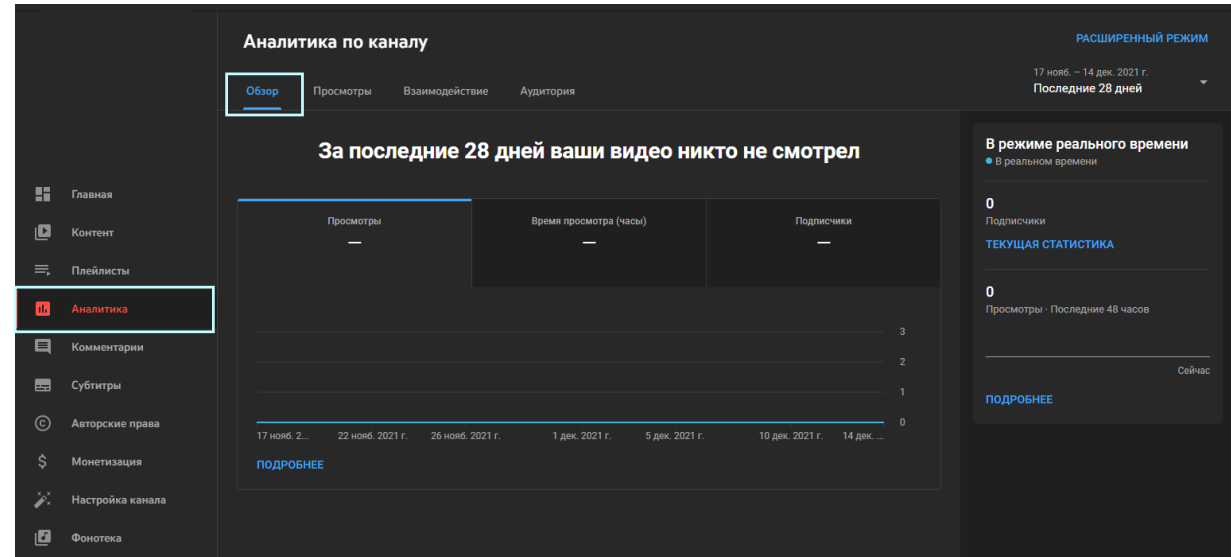 Аналитика по каналу
РАСШИРЕННЫЙ РЕЖИМ
17 нояб. – 14 дек. 2021 г.
Последние 28 дней
Обзор
Просмотры
Взаимодействие
Аудитория
Главная
Контент
Плейлисты
Аналитика
Комментарии
Субтитры
Авторские права
Монетизация
Настройка канала
Фонотека
За последние 28 дней ваши видео никто не смотрел
Просмотры
—
Время просмотра (часы)
—
Подписчики
—
3
2
1
0
17 нояб. 2...
22 нояб. 2021 г.
26 нояб. 2021 г.
1 дек. 2021 г.
5 дек. 2021 г.
10 дек. 2021 г.
14 дек. ...
ПОДРОБНЕЕ
В режиме реального времени
В реальном времени
0
Подписчики
ТЕКУЩАЯ СТАТИСТИКА
0
Просмотры · Последние 48 часов
Сейчас
ПОДРОБНЕЕ